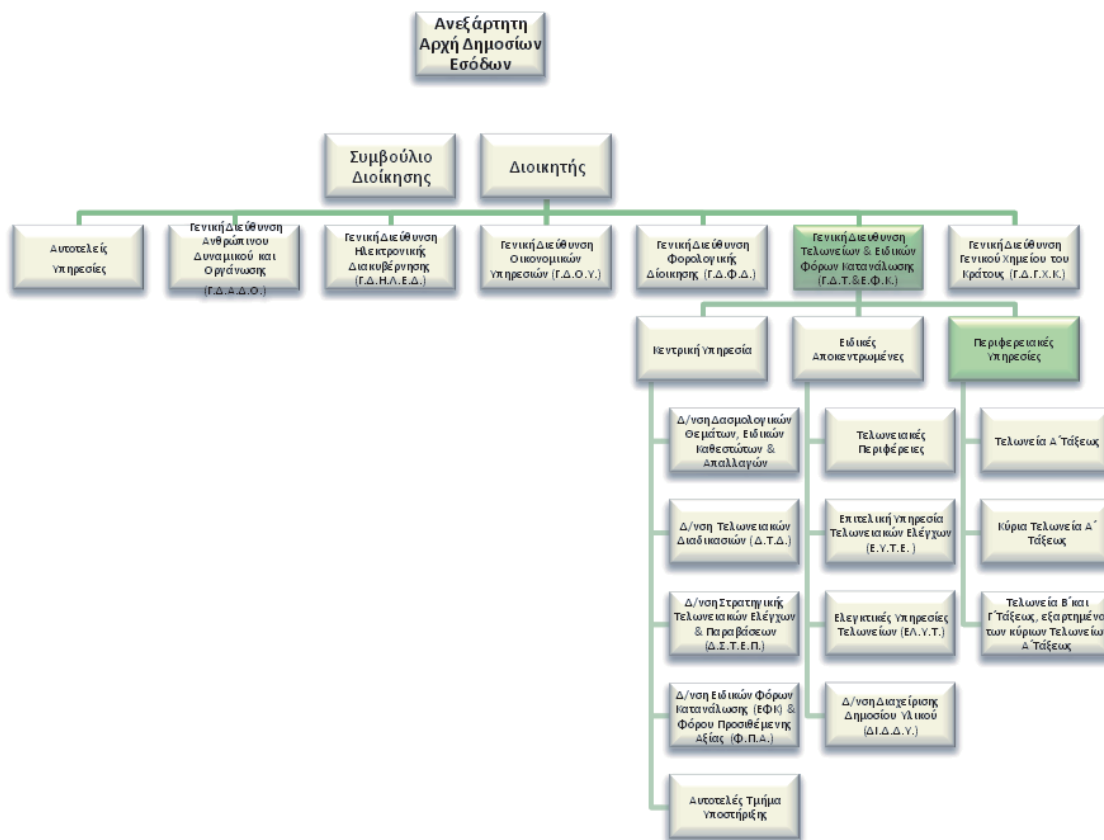 Ανεξάρτητη
Αρχή Δημοσίων
Εσόδων
Συμβούλιο
Διοίκησης
Διοικητής
Αυτοτελείς
Υπηρεσίες
Γενική Διεύθυνση
Ανθρώπινου
Δυναμικού και
Οργάνωσης
(Γ.Δ.Α.Δ.Ο.)
Γενική Διεύθυνση
Ηλεκτρονικής
Διακυβέρνησης
(Γ.Δ.Η.Λ.Ε.Δ.)
Γενική Διεύθυνση
Οικονομικών
Υπηρεσιών (Γ.Δ.Ο.Υ.)
Γενική Διεύθυνση
Φορολογικής
Δίοικησης (Γ.Δ.Φ.Δ.)
Γενική Διευθυνση
Τελωνείων & Ειδικών
Φόρων Κατανάλωσης
(Γ.Δ.Τ.&Ε.Φ.Κ.)
Γενική Διεύθυνση
Γενικού Χημείου του
Κράτους (Γ.Δ.Γ.Χ.Κ.)
Κεντρική Υπηρεσία
Ειδικές
Αποκεντρωμένες
Περιφερειακές
Υπηρεσίες
Δ/νση Δασμολογικών
Θεμάτων, Ειδικών
Καθεστώτων &
Απαλλαγών
Τελωνειακές
Περιφέρειες
Τελωνεία Α΄Τάξεως
Δ/νση Τελωνειακών
Διαδικασιών (Δ.Τ.Δ.)
Επιτελική Υπηρεσία
Τελωνειακών Ελέγχων
(Ε.Υ.Τ.Ε.)
Κύρια Τελωνεία Α΄
Τάξεως
Δ/νση Στρατηγικής
Τελωνειακών Ελέγχων
& Παραβάσεων
(Δ.Σ.Τ.Ε.Π.)
Ελεγκτικές Υπηρεσίες
Τελωνείων (ΕΛ.Υ.Τ.)
Τελωνεία Β΄και
Γ΄Τάξεως, εξαρτημένα
των κύριων Τελωνείων
Α΄Τάξεως
Δ/νση Ειδικών Φόρων
Κατανάλωσης (ΕΦΚ) &
Φόρου Προσιθέμενης
Αξίας (Φ.Π.Α.)
Δ/νση Διαχείρισης
Δημοσίου Υλικού
(ΔΙ.Δ.Δ.Υ.)
Αυτοτελές Τμήμα
Υποστήριξης